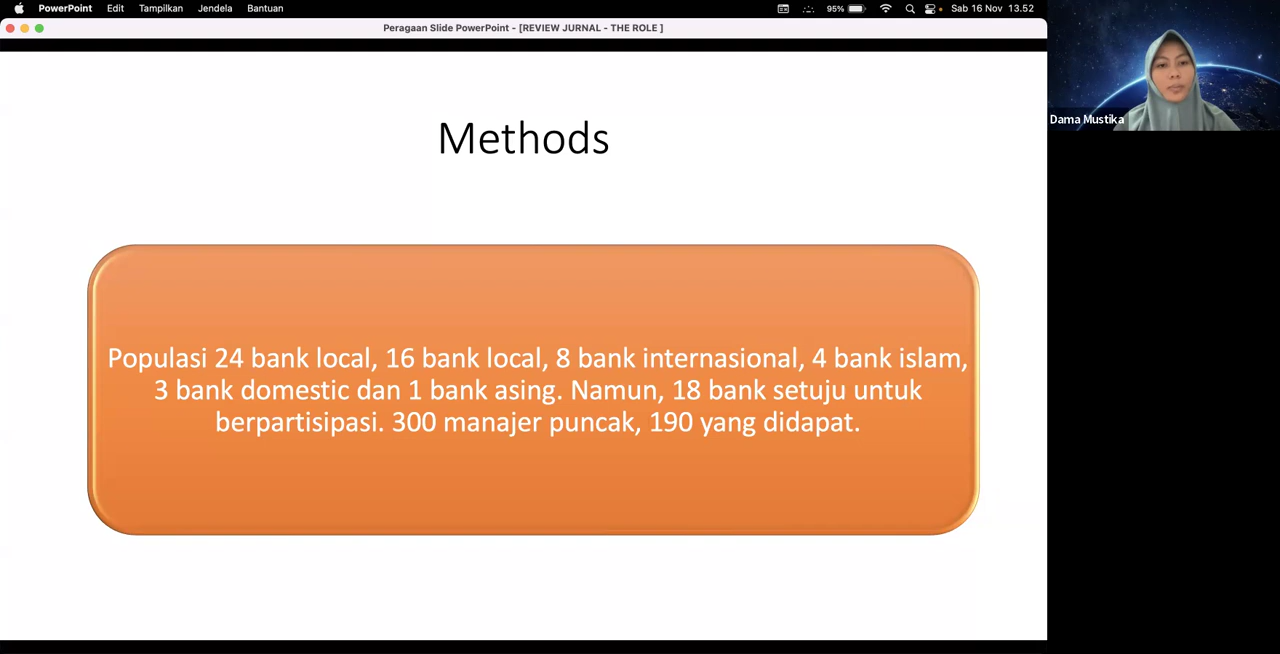 PowerPoint Edit Tampilkan Jendela Bantuan 95% Sab 16 Nov 13.52
Peragaan Slide PowerPoint - [REVIEW JURNAL - THE ROLE ]
Methods
Populasi 24 bank local, 16 bank local, 8 bank internasional, 4 bank islam,
3 bank domestic dan 1 bank asing. Namun, 18 bank setuju untuk
berpartisipasi. 300 manajer puncak, 190 yang didapat.
Dama Mustika